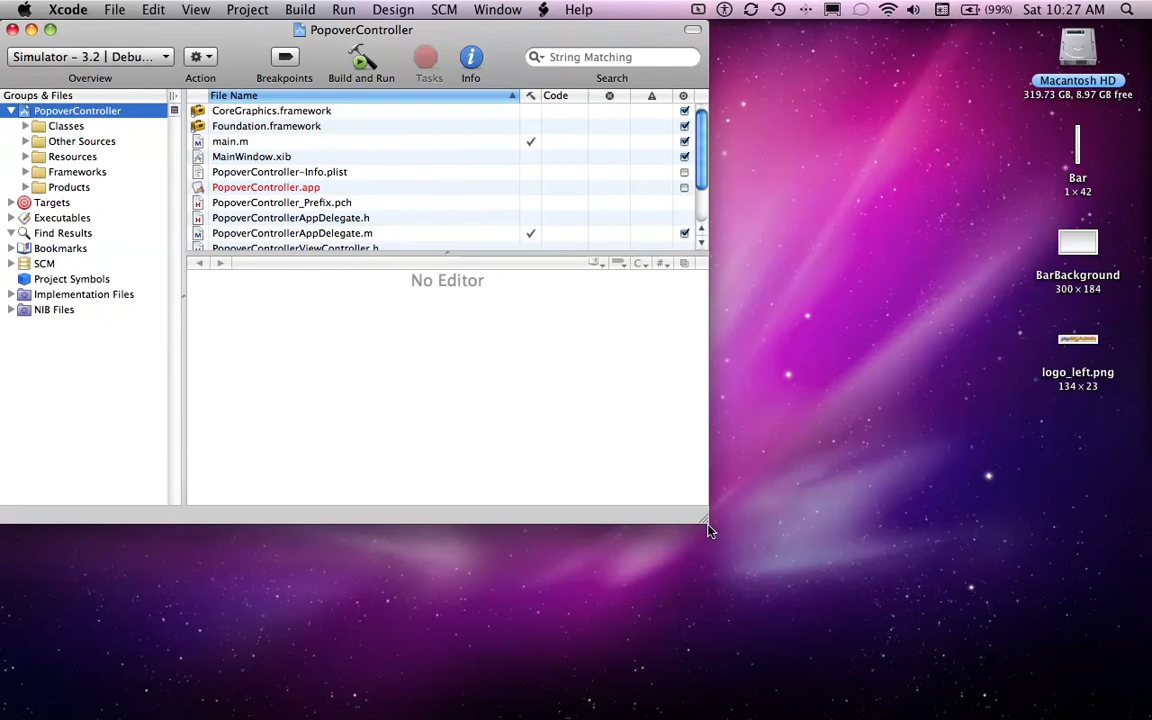 Xcode File Edit View Project Build Run Design SCM Window Help (99%) Sat 10:27 AM
PopoverController
Simulator - 3.2 | Debu...
String Matching
Overview Action Breakpoints Build and Run Tasks Info Search
Groups & Files
PopoverController
Classes
Other Sources
Resources
Frameworks
Products
Targets
Executables
Find Results
Bookmarks
SCM
Project Symbols
Implementation Files
NIB Files
File Name Code
CoreGraphics.framework
Foundation.framework
main.m
MainWindow.xib
PopoverController-Info.plist
PopoverController.app
PopoverController_Prefix.pch
PopoverControllerAppDelegate.h
PopoverControllerAppDelegate.m
PopoverControllerViewController.h
C
#
No Editor
Macintosh HD
319.73 GB, 8.97 GB free
Bar
1 × 42
BarBackground
300 × 184
logo_left.png
134 × 23